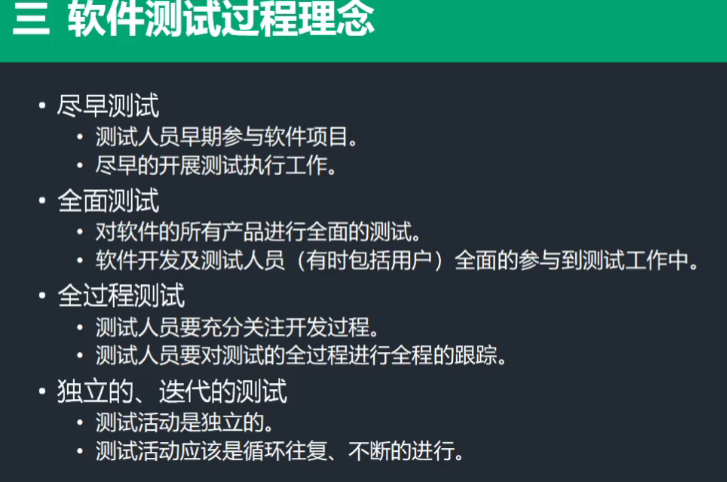 三 软件测试过程理念
• 尽早测试
• 测试人员早期参与软件项目。
• 尽早的开展测试执行工作。
• 全面测试
• 对软件的所有产品进行全面的测试。
• 软件开发及测试人员（有时包括用户）全面的参与到测试工作中。
• 全过程测试
• 测试人员要充分关注开发过程。
• 测试人员要对测试的全过程进行全程的跟踪。
• 独立的、迭代的测试
• 测试活动是独立的。
• 测试活动应该是循环往复、不断的进行。